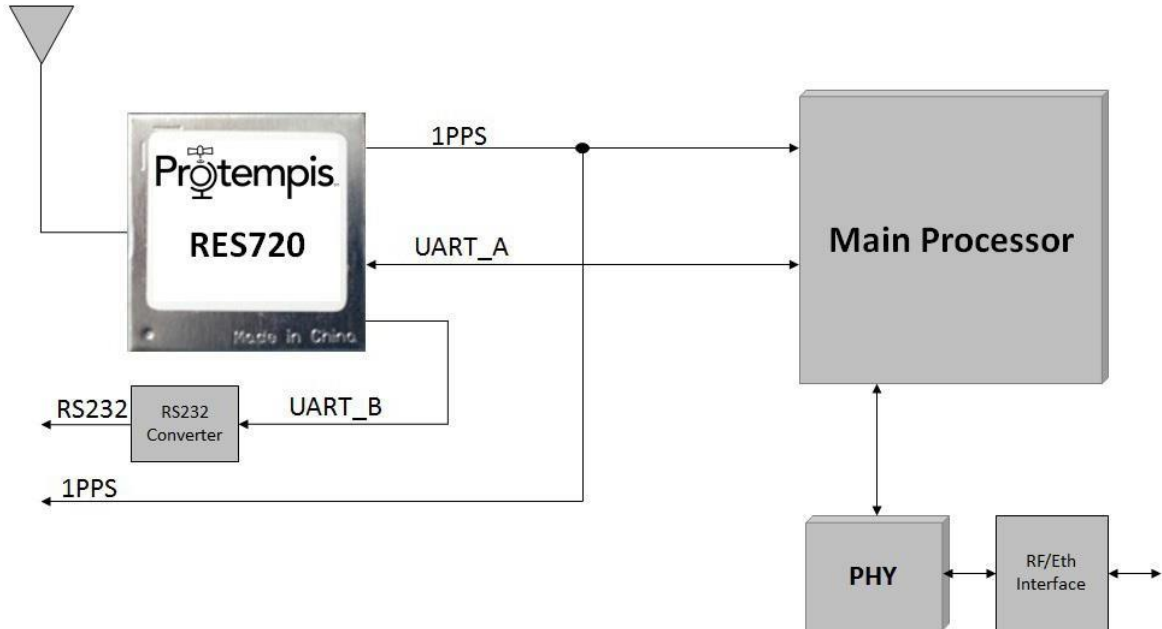 1PPS
Protempis
RES720
Main Processor
UART_A
Made in China
RS232
RS232
Converter
UART_B
1PPS
PHY
RF/Eth
Interface